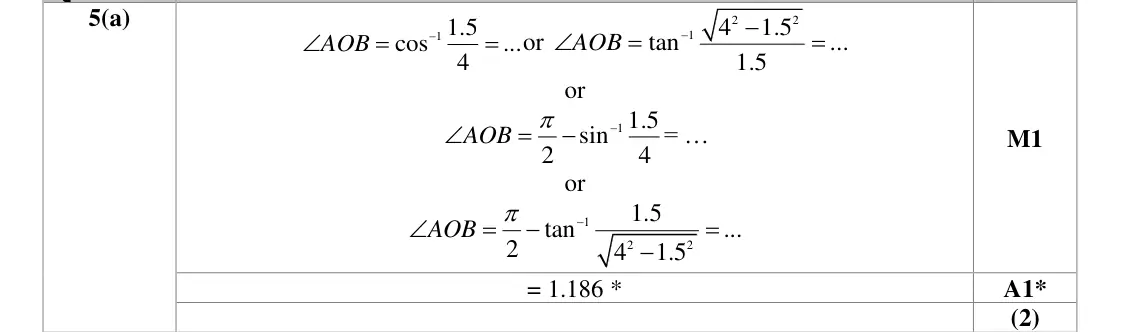 5(a)
∠AOB = cos⁻¹ 1.5/4 = ... or ∠AOB = tan⁻¹ √(4² − 1.5²)/1.5 = ...
or
∠AOB = π/2 − sin⁻¹ 1.5/4 = …
M1
or
∠AOB = π/2 − tan⁻¹ 1.5/√(4² − 1.5²) = ...
= 1.186 * A1*
(2)